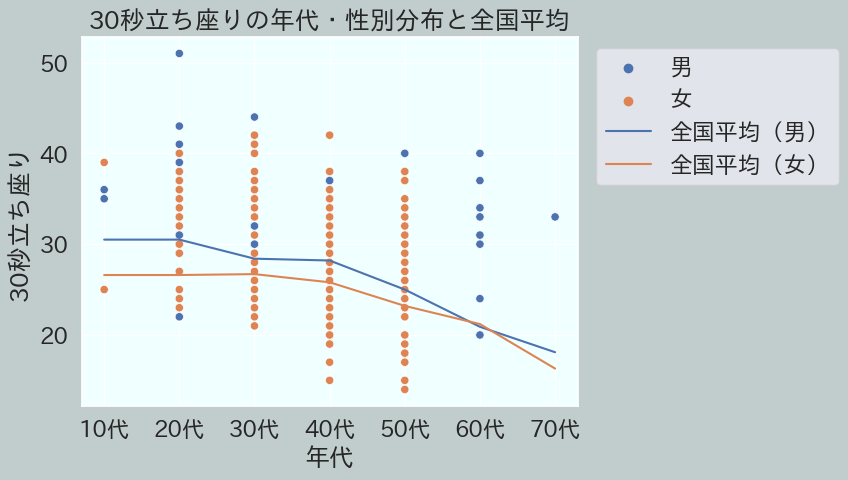 30秒立ち座りの年代・性別分布と全国平均
30秒立ち座り
50
40
30
20
10代 20代 30代 40代 50代 60代 70代
年代
男
女
全国平均（男）
全国平均（女）